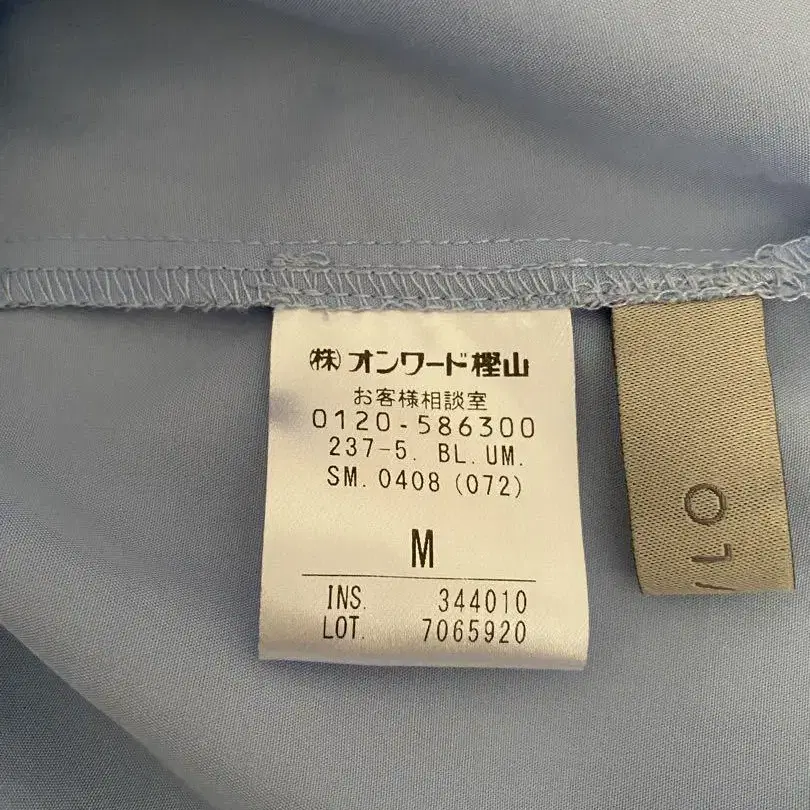 (株)オンワード樫山
お客様相談室
0120-586300
237-5. BL. UM.
SM. 0408 (072)
M
INS. 344010
LOT. 7065920